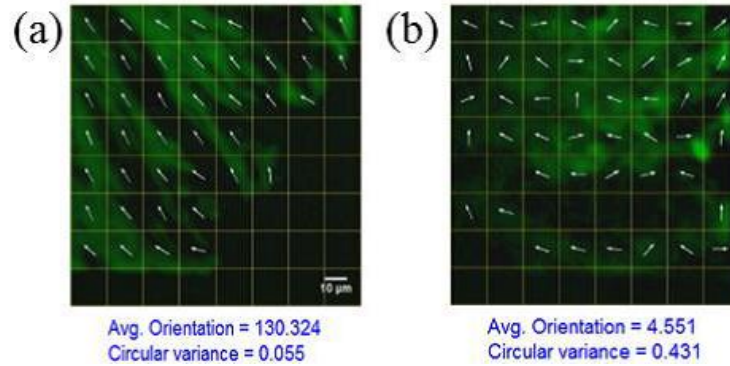 (a)
(b)
10 µm
Avg. Orientation = 130.324
Circular variance = 0.055
Avg. Orientation = 4.551
Circular variance = 0.431